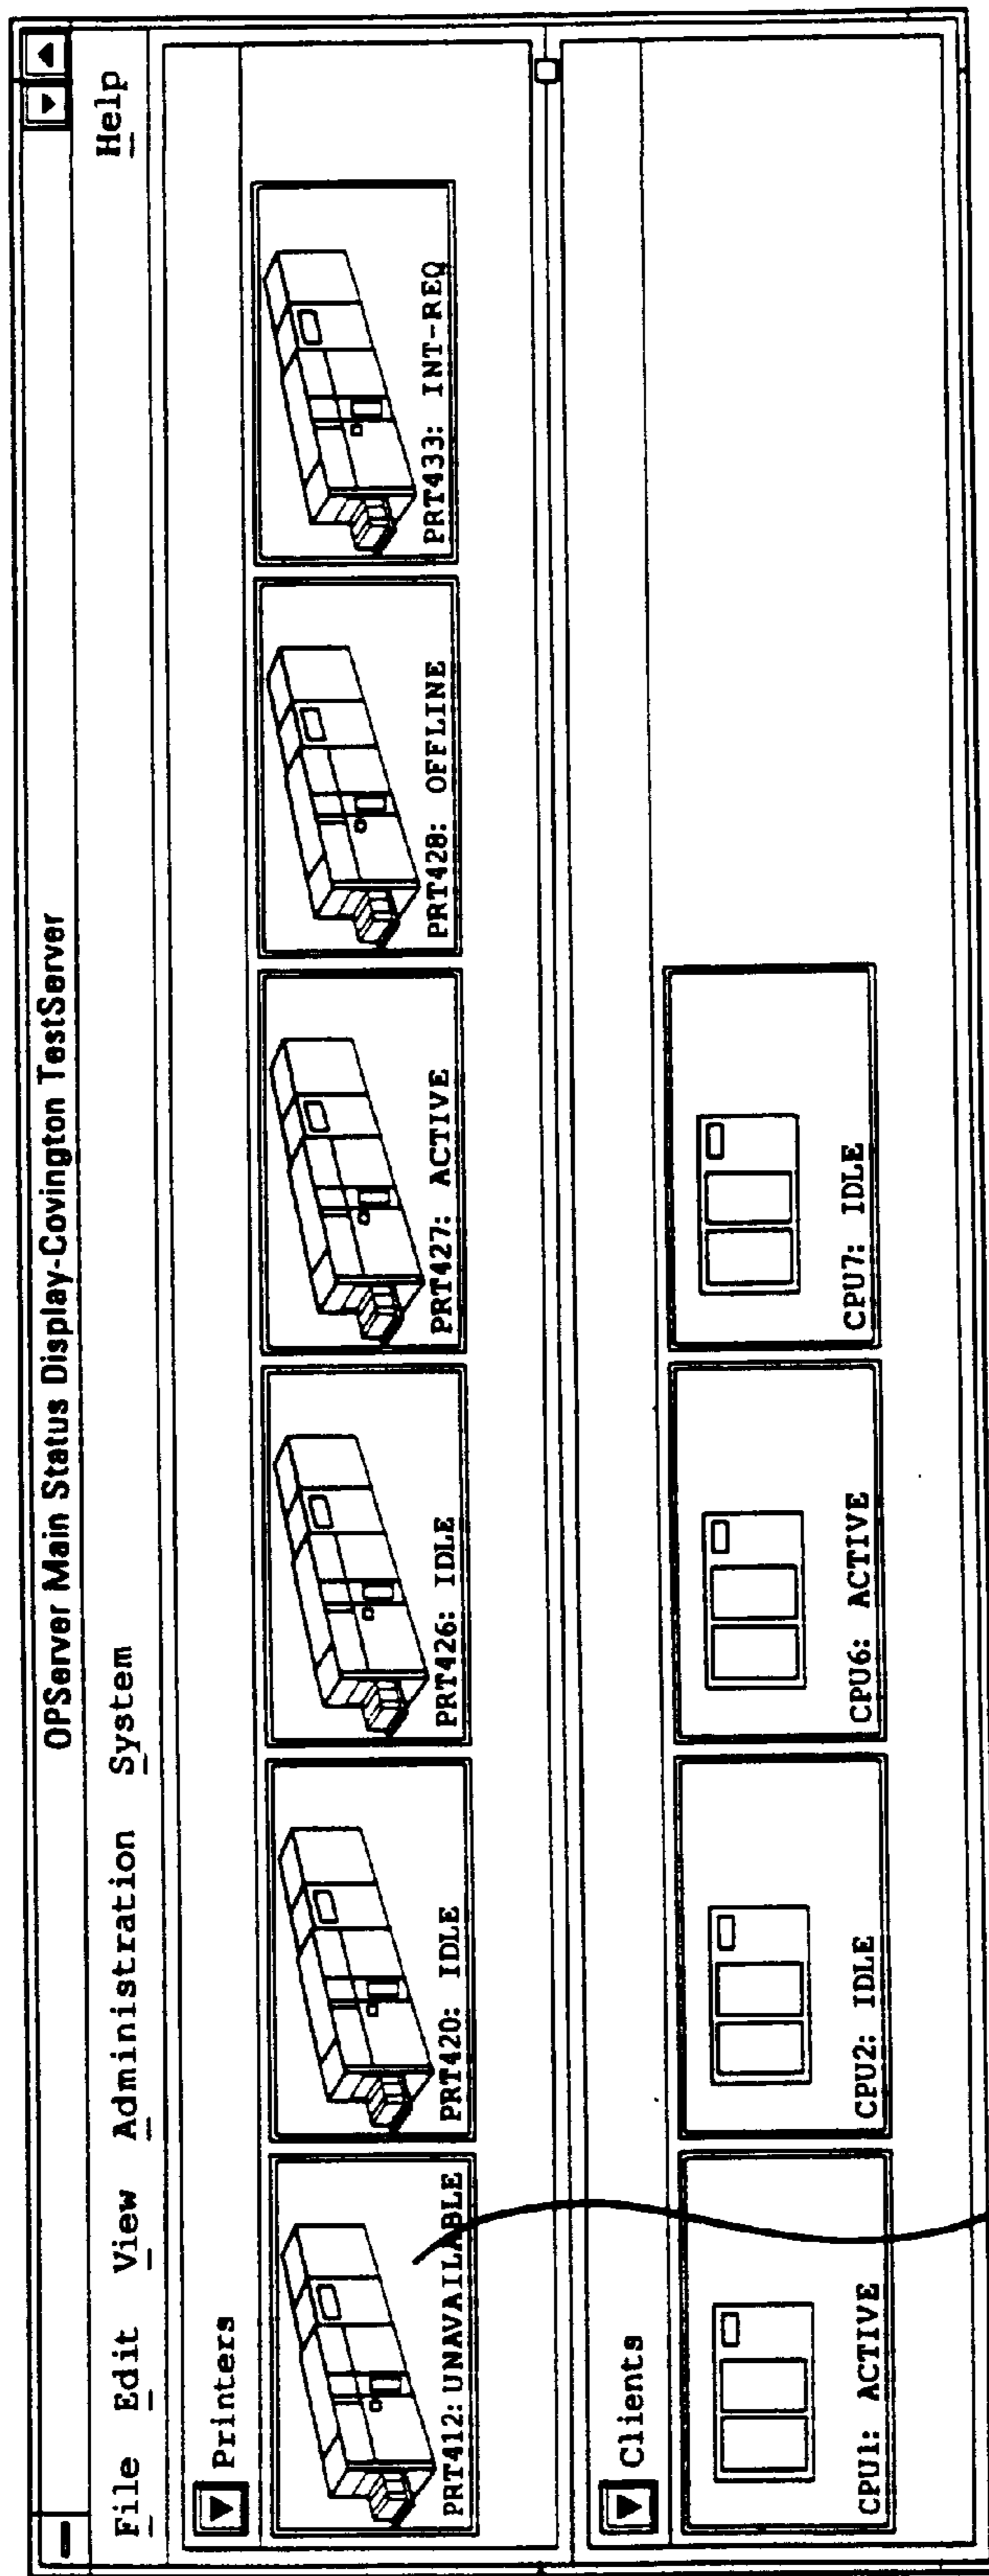 OPServer Main Status Display-Covington TestServer
File Edit View Administration System Help
Printers
PRT412: UNAVAILABLE PRT420: IDLE PRT426: IDLE PRT427: ACTIVE PRT428: OFFLINE PRT433: INT-REQ
Clients
CPU1: ACTIVE CPU2: IDLE CPU6: ACTIVE CPU7: IDLE